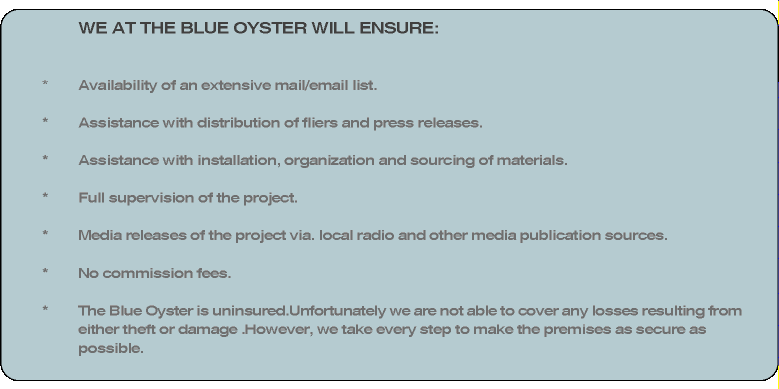 WE AT THE BLUE OYSTER WILL ENSURE:
* Availability of an extensive mail/email list.
* Assistance with distribution of fliers and press releases.
* Assistance with installation, organization and sourcing of materials.
* Full supervision of the project.
* Media releases of the project via. local radio and other media publication sources.
* No commission fees.
* The Blue Oyster is uninsured.Unfortunately we are not able to cover any losses resulting from
either theft or damage .However, we take every step to make the premises as secure as
possible.